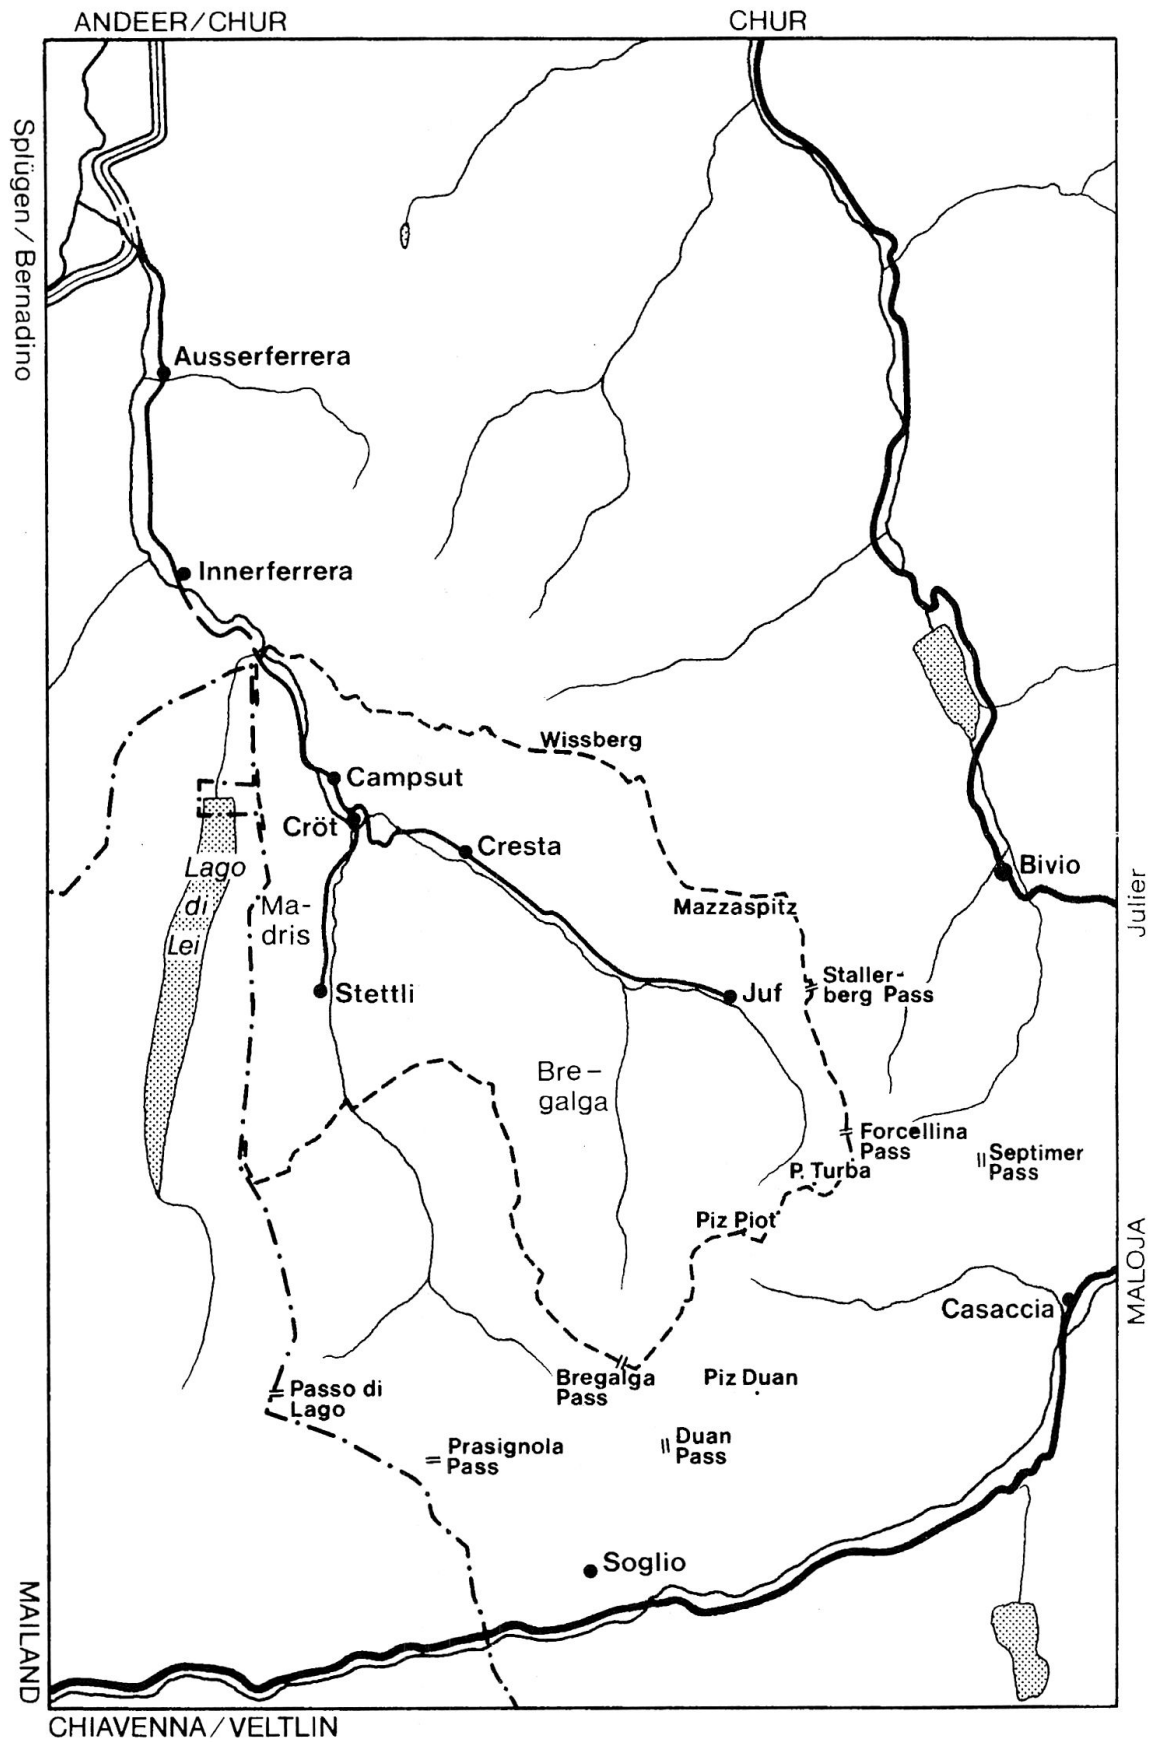 ANDEER/CHUR
CHUR
Splügen/Bernadino
Ausserferrera
Innerferrera
Wissberg
Campsut
Cröt
Cresta
Bivio
Lago
di
Lei
Ma-
dris
Mazzaspitz
Julier
Stettli
Juf
Staller-
berg Pass
Bre-
galga
Forcellina
Pass
Septimer
Pass
P. Turba
Piz Piot
MALOJA
Casaccia
Bregalga
Pass
Piz Duan
Passo di
Lago
Prasignola
Pass
Duan
Pass
Soglio
MAILAND
CHIAVENNA/VELTLIN